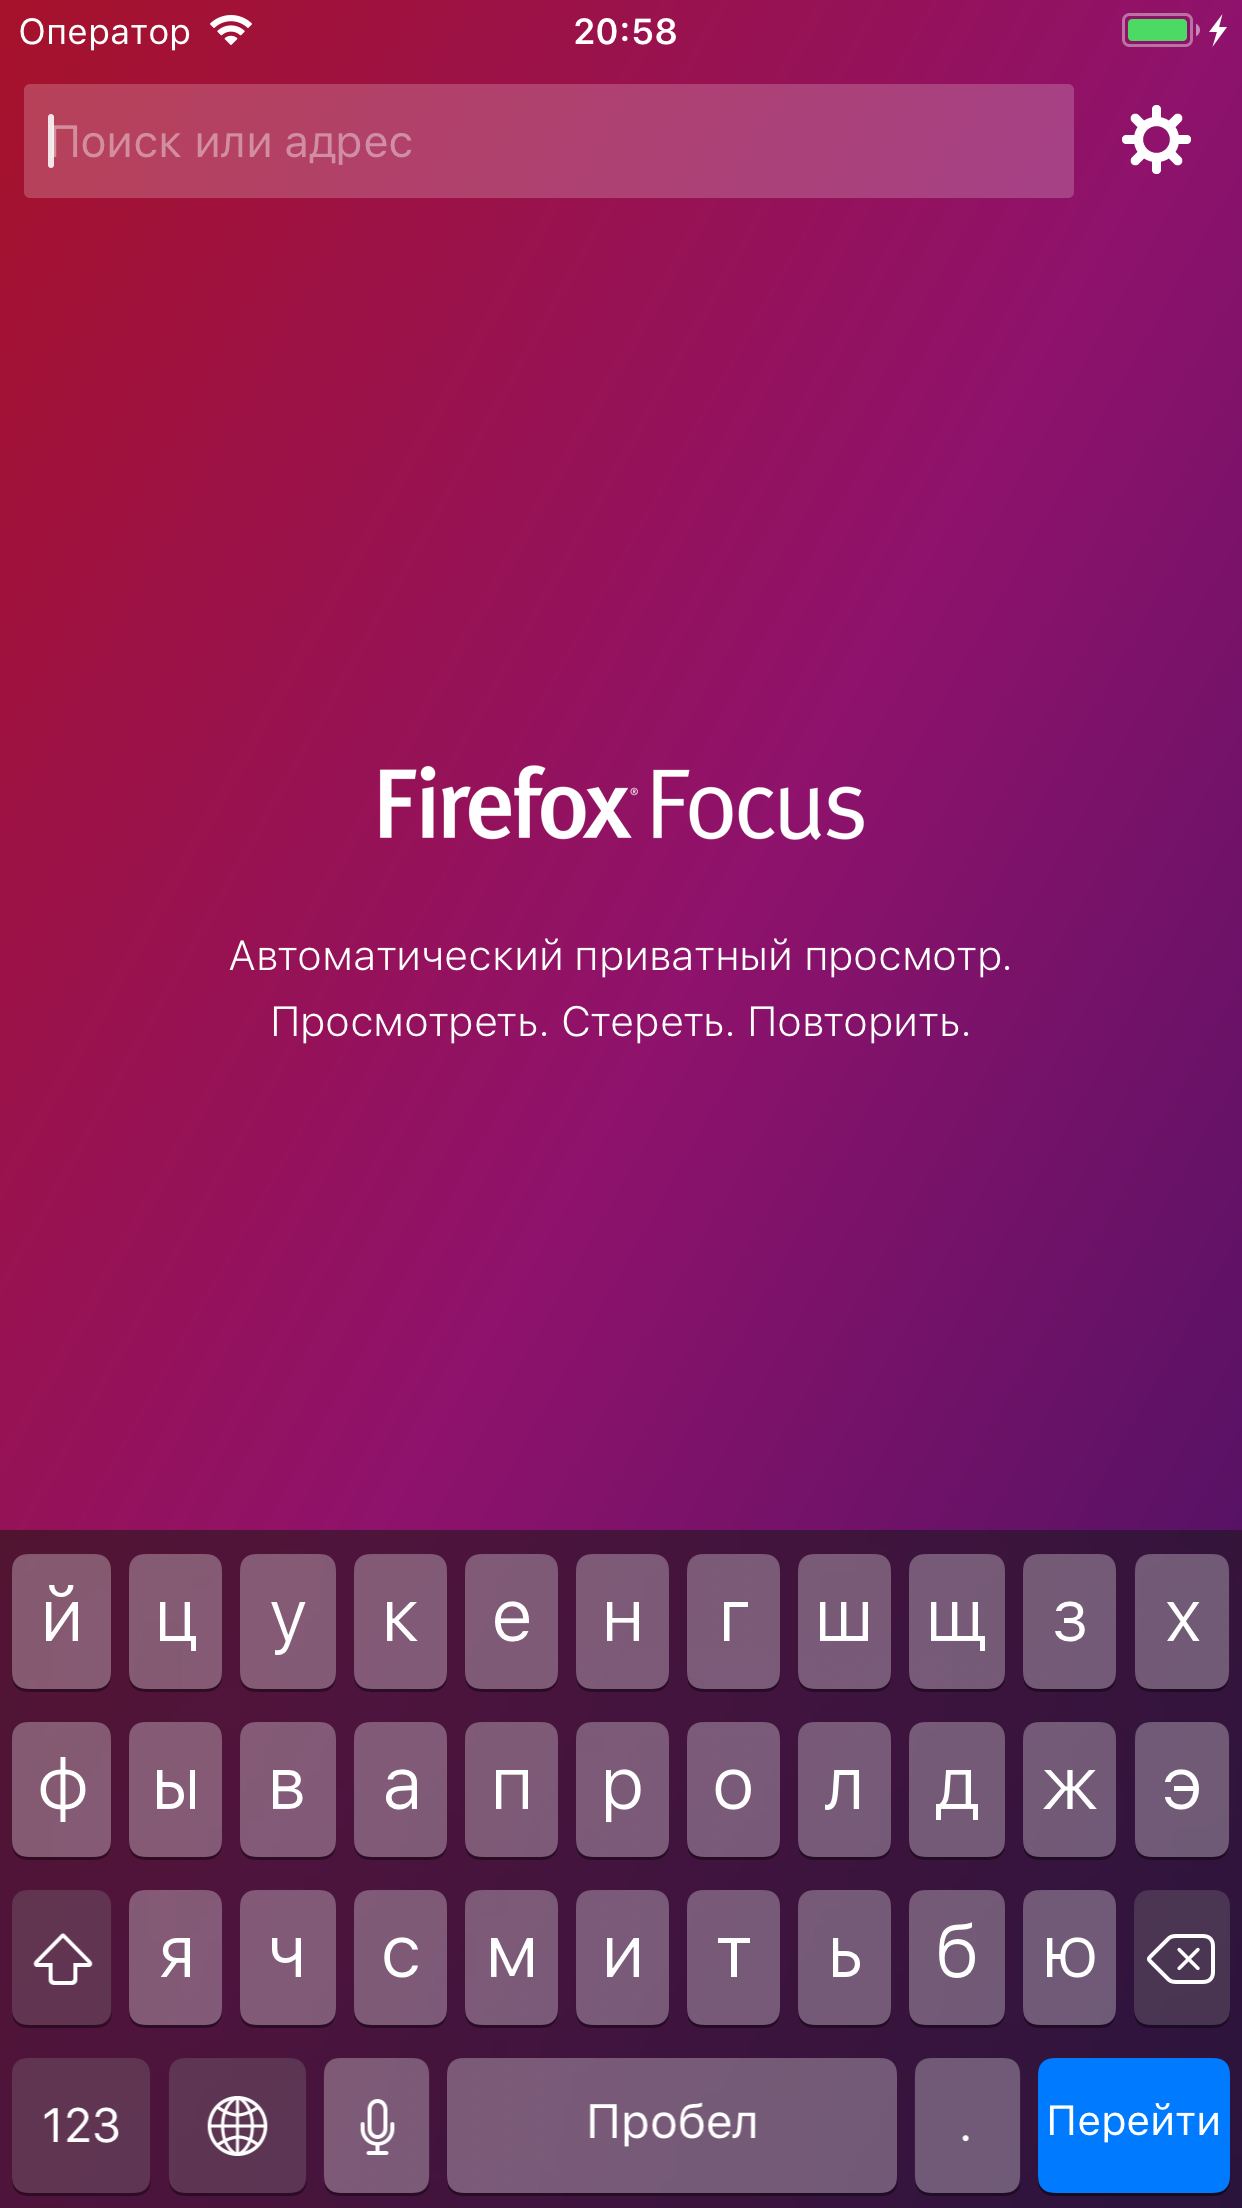 Оператор 20:58
Поиск или адрес
Firefox® Focus
Автоматический приватный просмотр.
Просмотреть. Стереть. Повторить.
й ц у к е н г ш щ з х
ф ы в а п р о л д ж э
я ч с м и т ь б ю
123 Пробел . Перейти